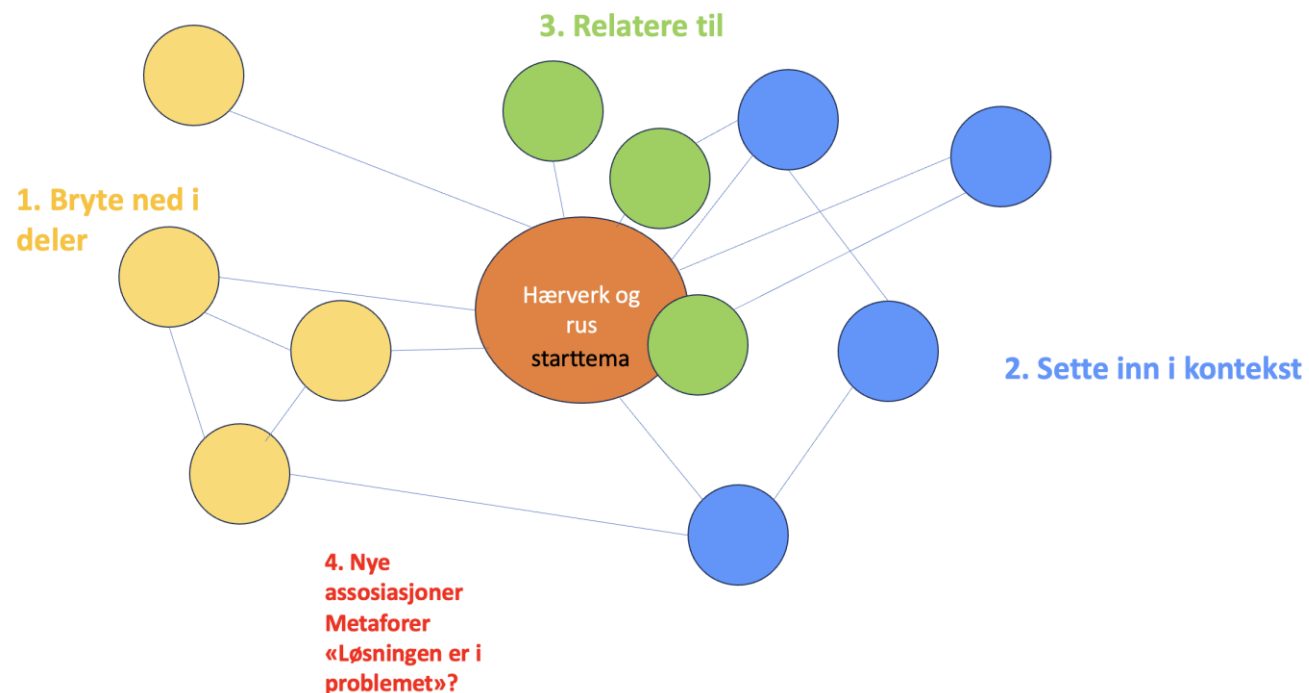 3. Relatere til
1. Bryte ned i
deler
Hærverk og
rus
starttema
2. Sette inn i kontekst
4. Nye
assosiasjoner
Metaforer
«Løsningen er i
problemet»?